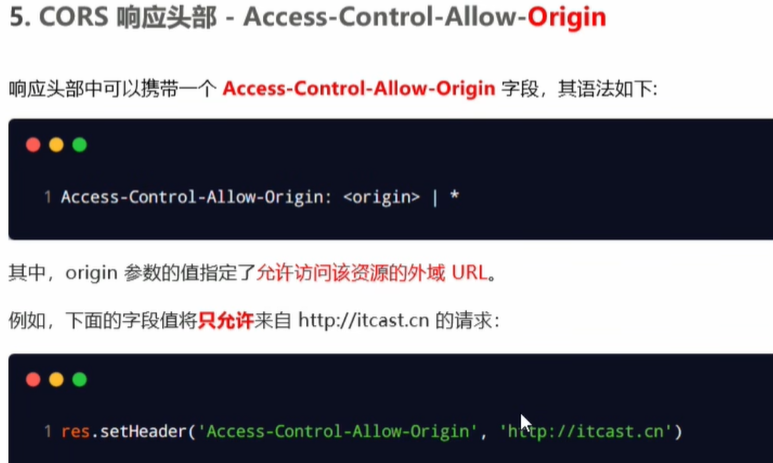 5. CORS 响应头部 - Access-Control-Allow-Origin
响应头部中可以携带一个 Access-Control-Allow-Origin 字段，其语法如下:
1 Access-Control-Allow-Origin: <origin> | *
其中，origin 参数的值指定了允许访问该资源的外域 URL。
例如，下面的字段值将只允许来自 http://itcast.cn 的请求：
1 res.setHeader('Access-Control-Allow-Origin', 'http://itcast.cn')